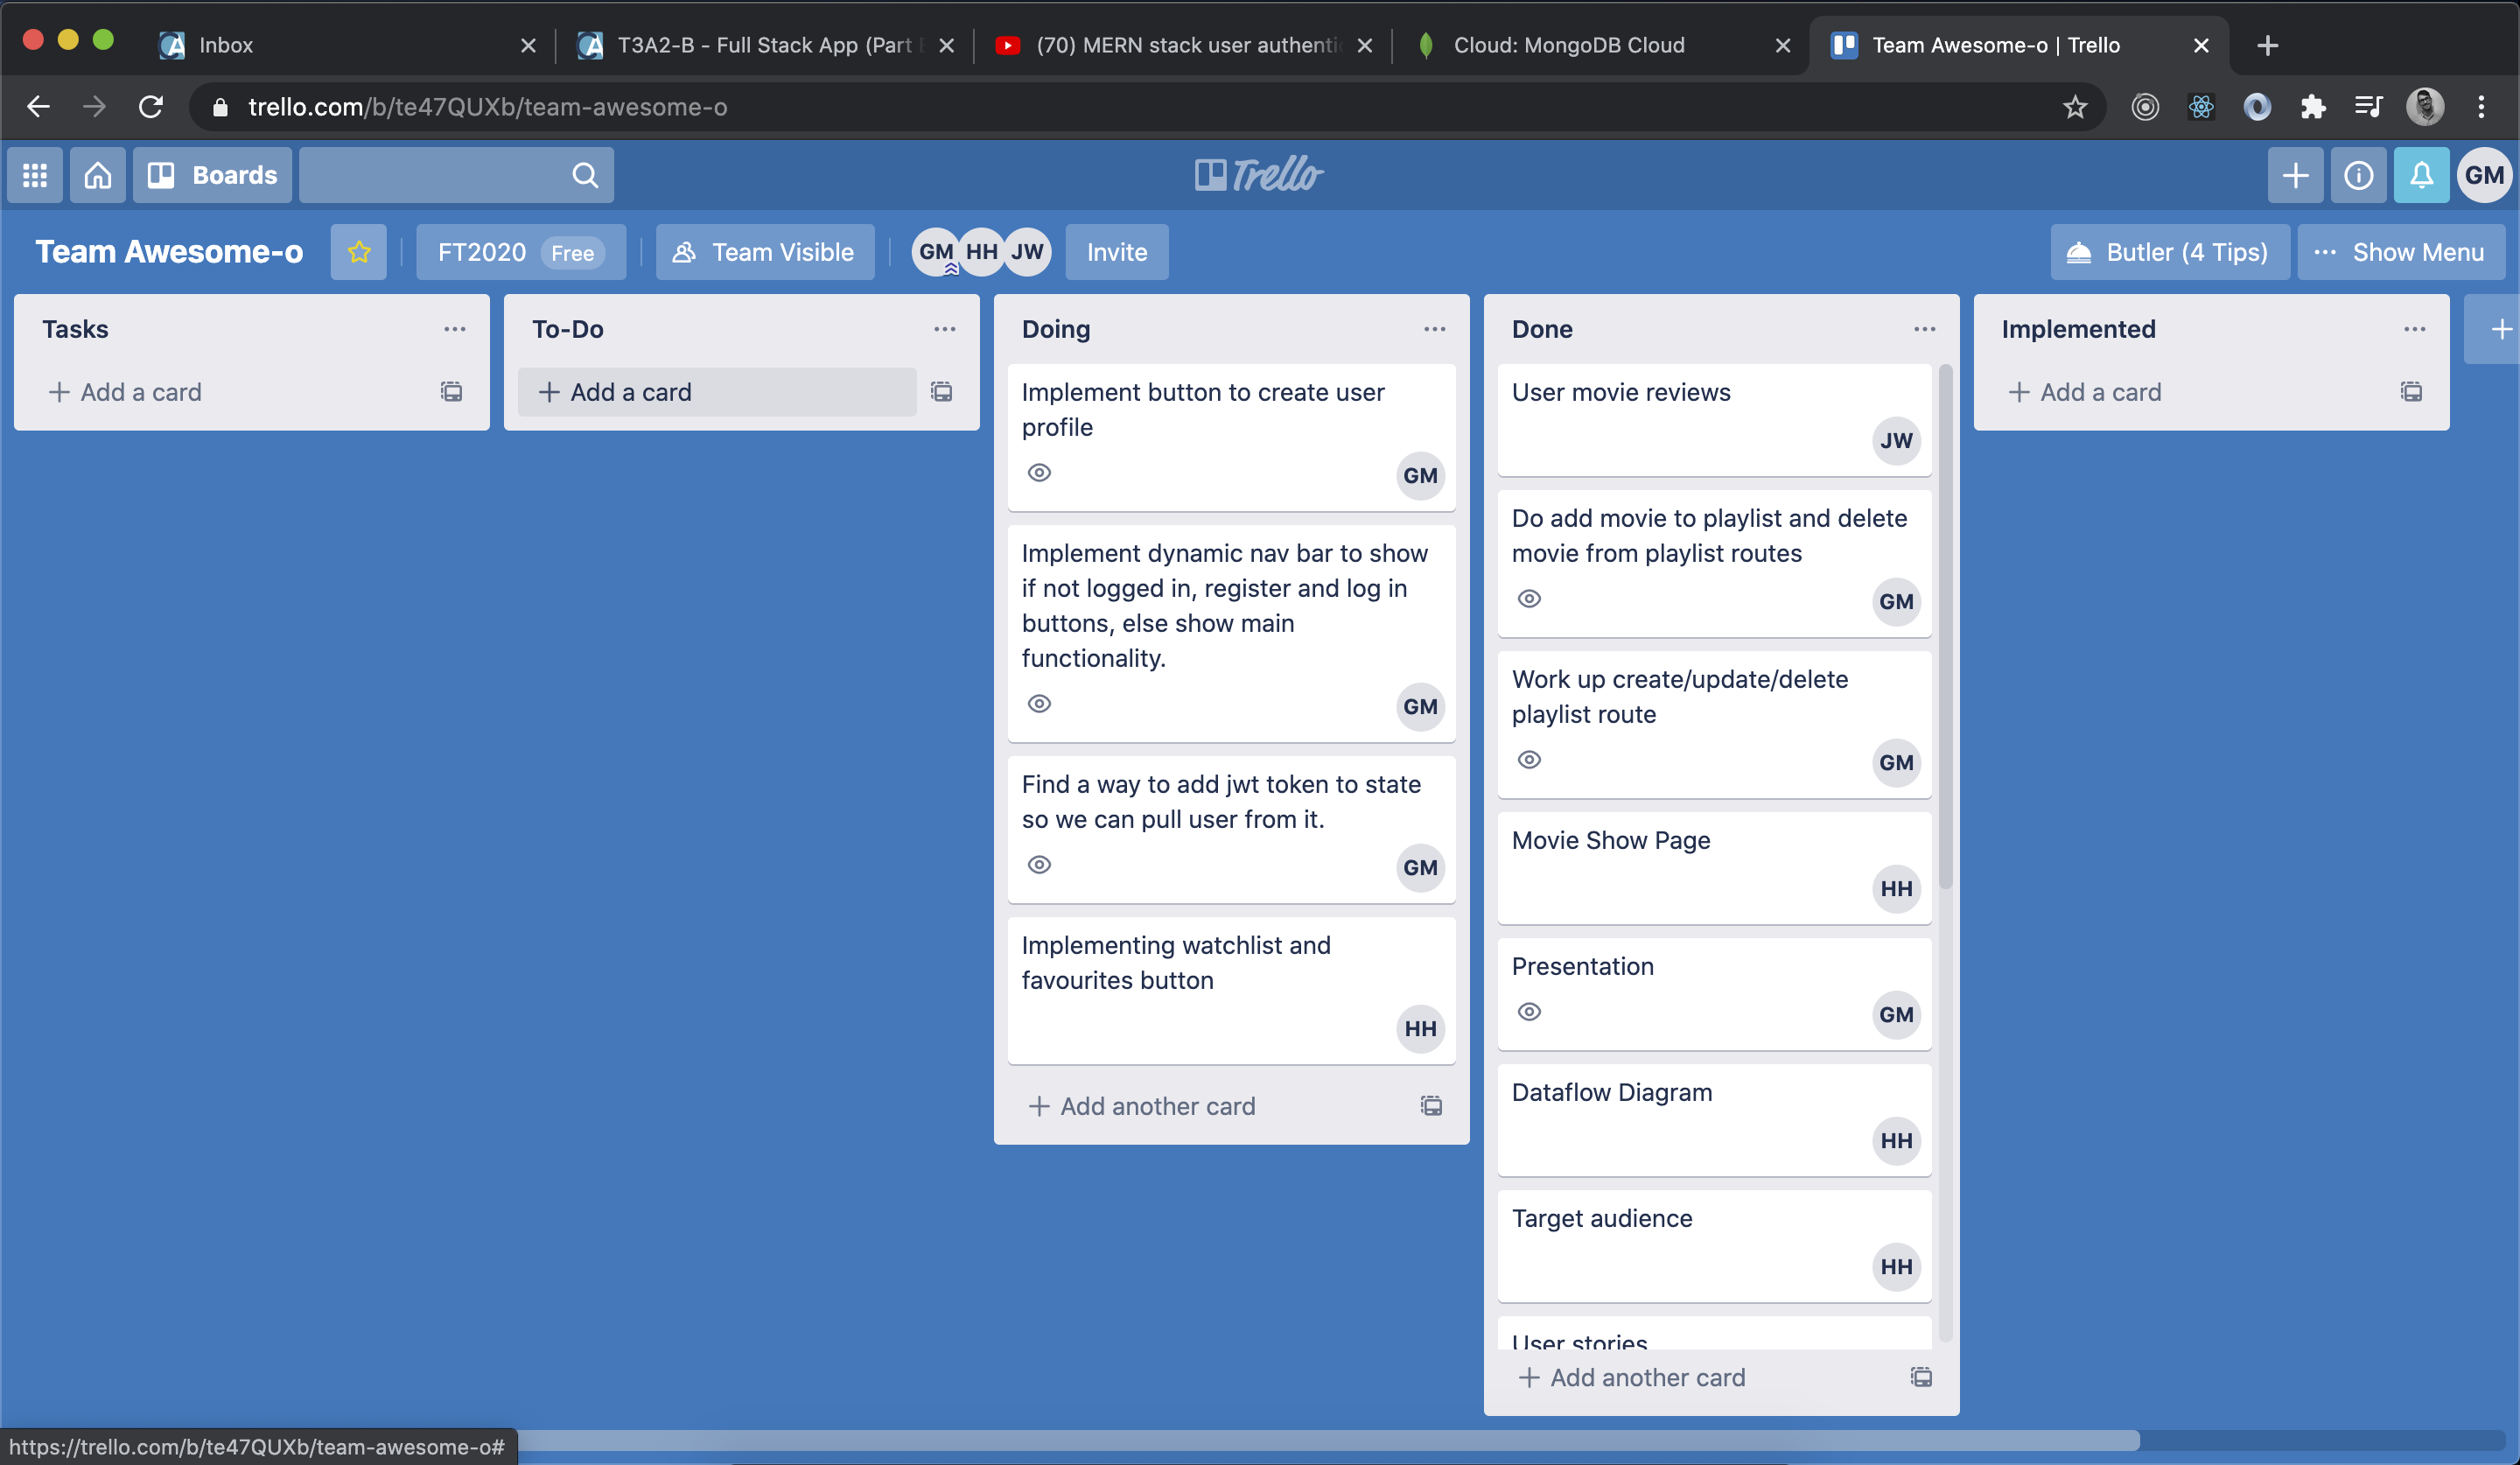 Inbox
T3A2-B - Full Stack App (Part
(70) MERN stack user authenti
Cloud: MongoDB Cloud
Team Awesome-o | Trello
trello.com/b/te47QUXb/team-awesome-o
Boards
Trello
GM
Team Awesome-o
FT2020 Free
Team Visible
GM HH JW
Invite
Butler (4 Tips)
... Show Menu
Tasks
+ Add a card
To-Do
+ Add a card
Doing
Implement button to create user
profile
GM
Implement dynamic nav bar to show
if not logged in, register and log in
buttons, else show main
functionality.
GM
Find a way to add jwt token to state
so we can pull user from it.
GM
Implementing watchlist and
favourites button
HH
+ Add another card
Done
User movie reviews
JW
Do add movie to playlist and delete
movie from playlist routes
GM
Work up create/update/delete
playlist route
GM
Movie Show Page
HH
Presentation
GM
Dataflow Diagram
HH
Target audience
HH
User stories
+ Add another card
Implemented
+ Add a card
https://trello.com/b/te47QUXb/team-awesome-o#